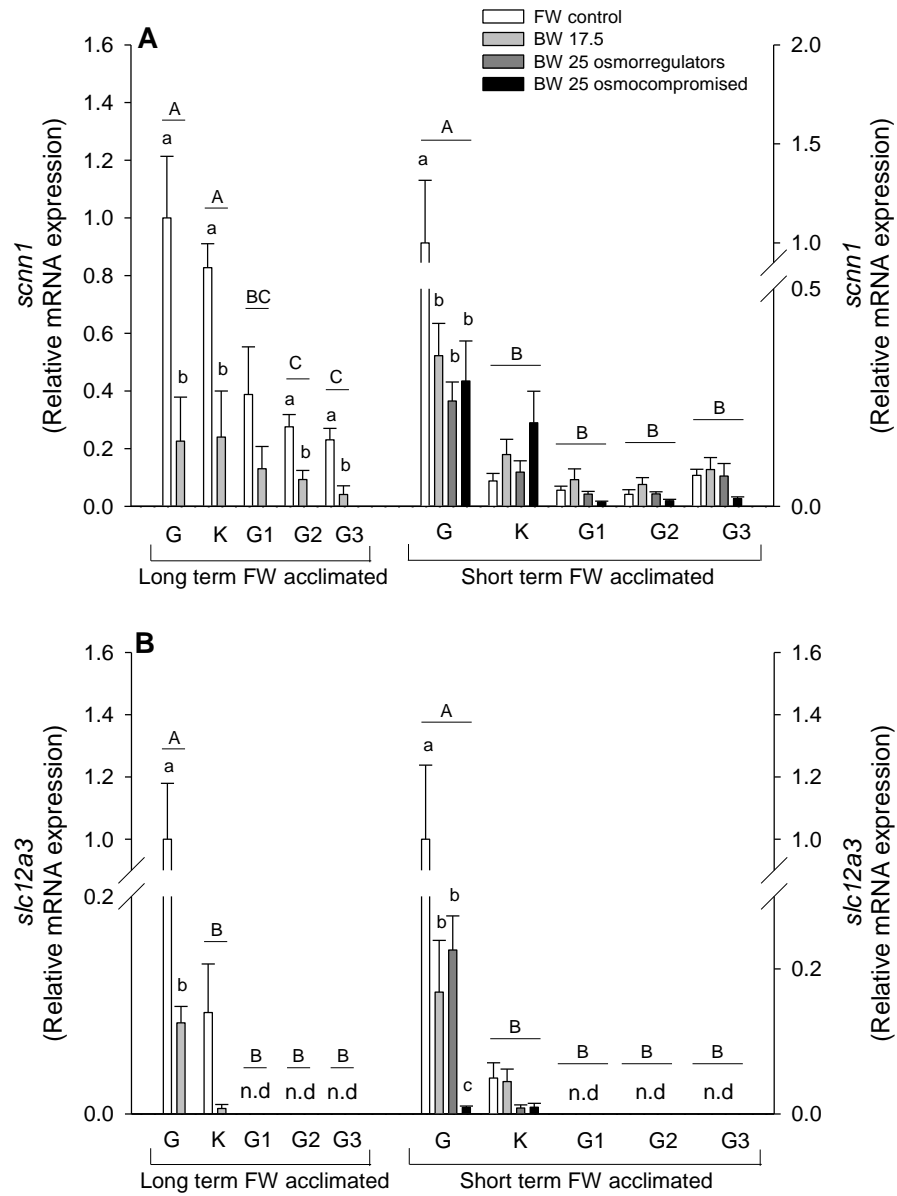 FW control
BW 17.5
BW 25 osmorregulators
BW 25 osmocompromised
A
1.6
1.4
1.2
1.0
0.8
0.6
0.4
0.2
0.0
scnn1
(Relative mRNA expression)
2.0
1.5
1.0
0.5
0.0
scnn1
(Relative mRNA expression)
A
a
b
A
a
b
BC
C
a
b
C
a
b
A
a
b
b
b
B
B
B
B
G K G1 G2 G3 G K G1 G2 G3
Long term FW acclimated Short term FW acclimated
B
1.6
1.4
1.2
1.0
0.2
0.0
slc12a3
(Relative mRNA expression)
1.6
1.4
1.2
1.0
0.2
0.0
slc12a3
(Relative mRNA expression)
A
a
b
B
B
n.d
B
n.d
B
n.d
A
a
b
b
c
B
B
n.d
B
n.d
B
n.d
G K G1 G2 G3 G K G1 G2 G3
Long term FW acclimated Short term FW acclimated